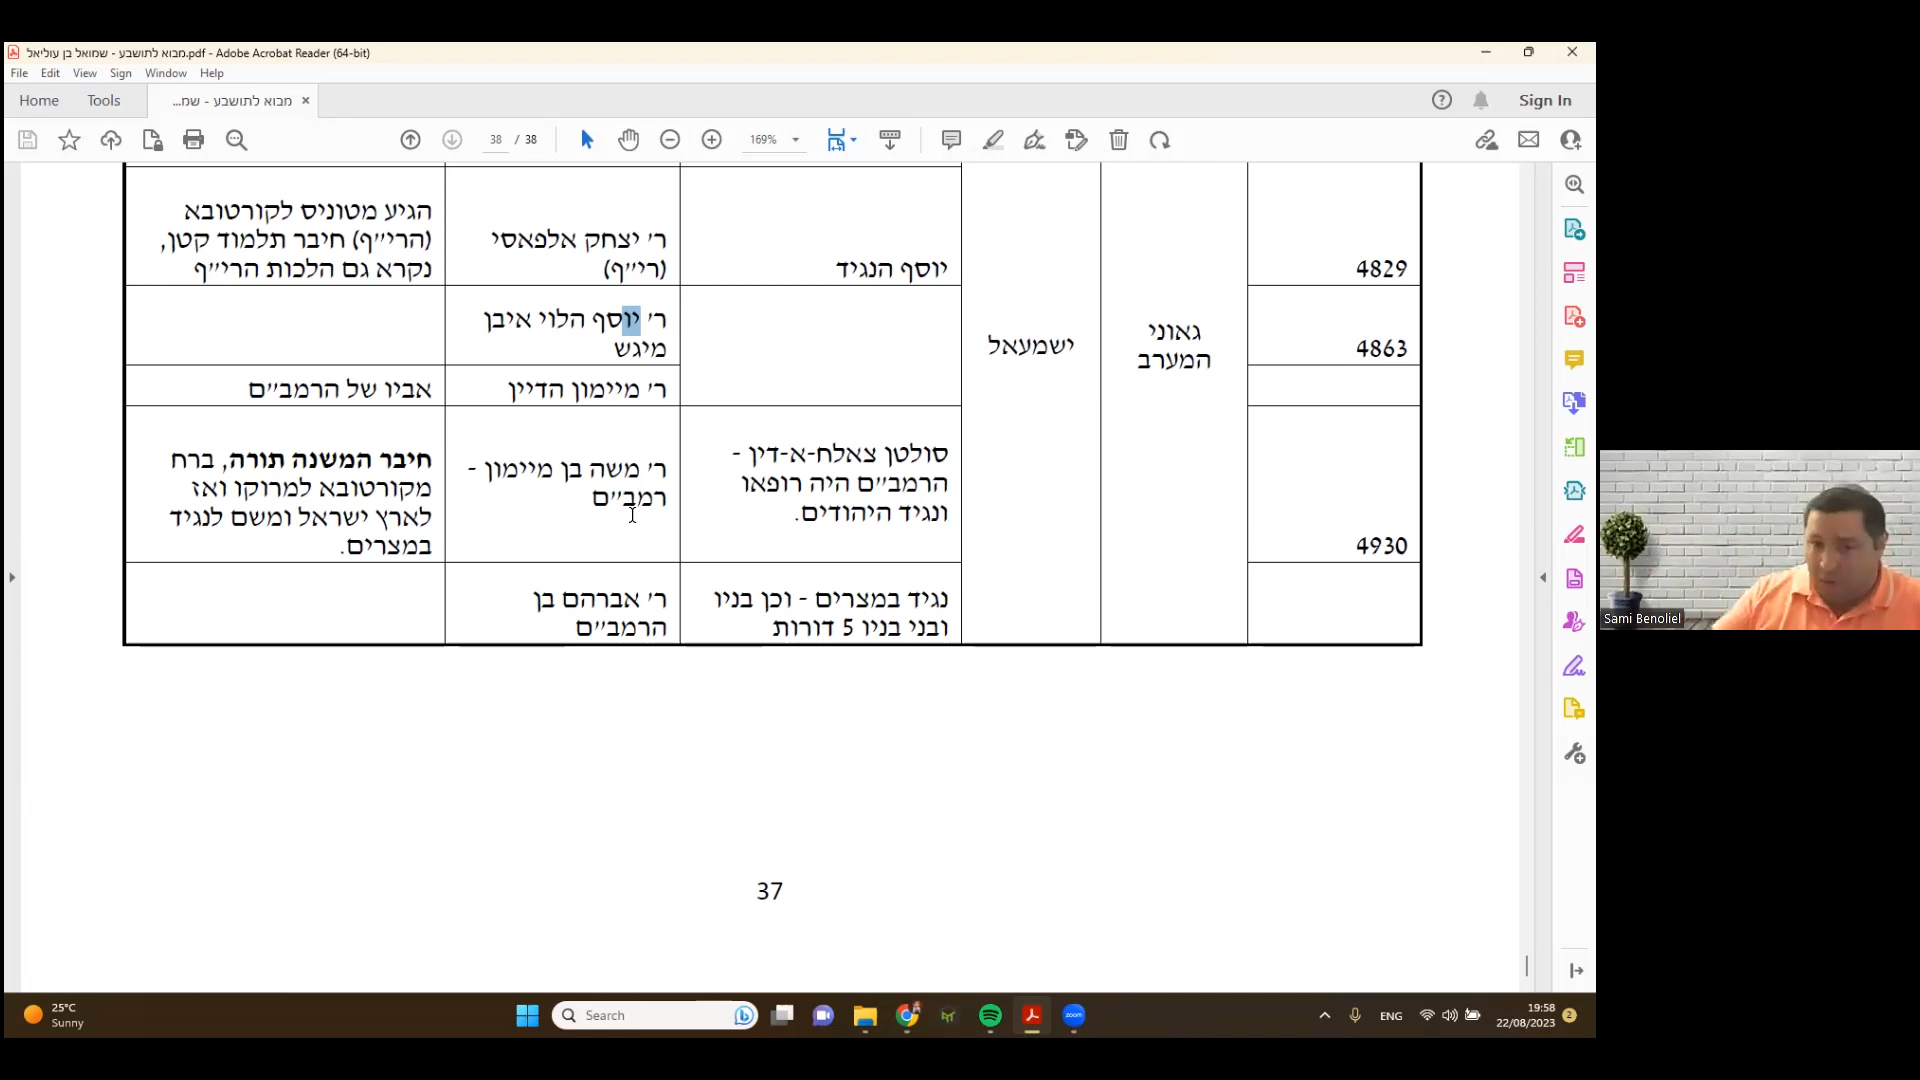 מבוא לתושבע - שמואל בן עוליאל.pdf - Adobe Acrobat Reader (64-bit)
File Edit View Sign Window Help
Home Tools מבוא לתושבע - שמ... × Sign In
38 / 38 169%
4829
יוסף הנגיד
ר׳ יצחק אלפאסי
(רי״ף)
הגיע מטוניס לקורטובא
(הרי״ף) חיבר תלמוד קטן,
נקרא גם הלכות הרי״ף
4863
גאוני
המערב
ישמעאל
ר׳ יוסף הלוי איבן
מיגש
ר׳ מיימון הדיין
אביו של הרמב״ם
4930
סולטן צאלח-א-דין -
הרמב״ם היה רופאו
ונגיד היהודים.
ר׳ משה בן מיימון -
רמב״ם
חיבר המשנה תורה, ברח
מקורטובא למרוקו ואז
לארץ ישראל ומשם לנגיד
במצרים.
נגיד במצרים - וכן בניו
ובני בניו 5 דורות
ר׳ אברהם בן
הרמב״ם
37
Sami Benoliel
25°C
Sunny
Search
zoom
ENG
19:58
22/08/2023
2